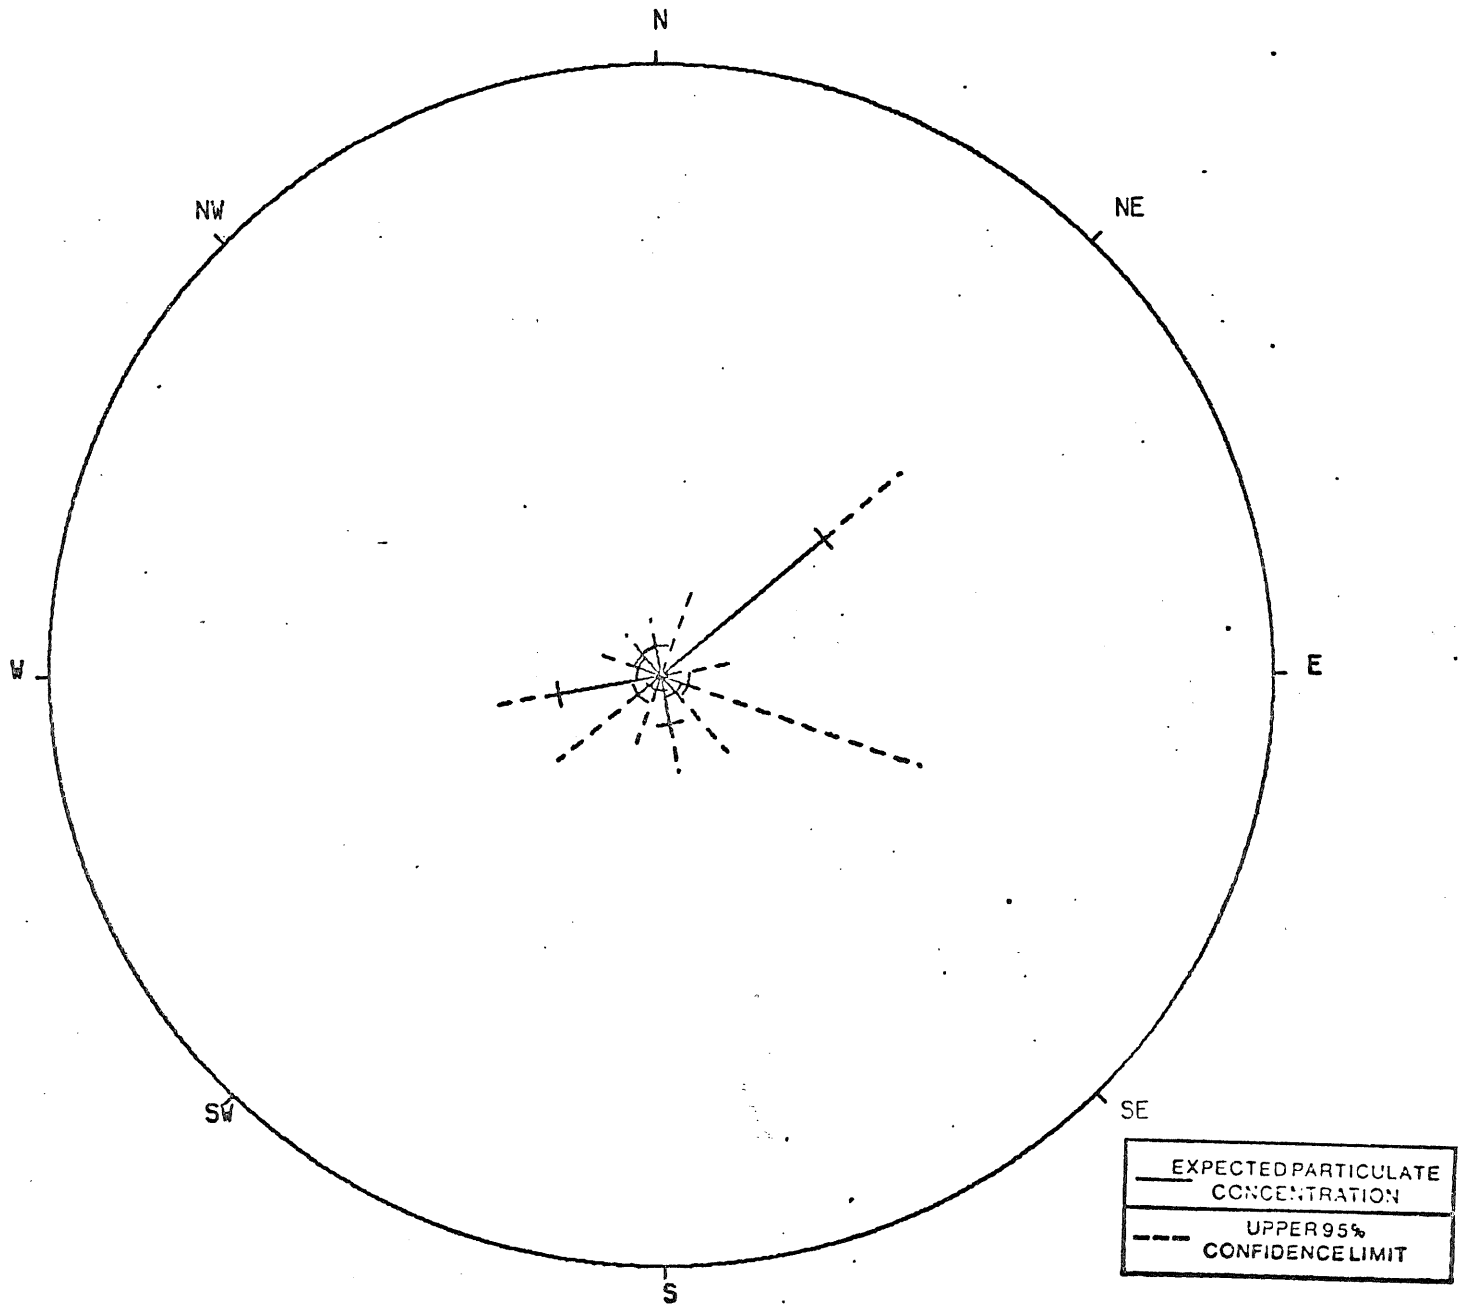 N
NW
NE
W
E
SW
SE
S
EXPECTED PARTICULATE
CONCENTRATION
UPPER 95%
CONFIDENCE LIMIT